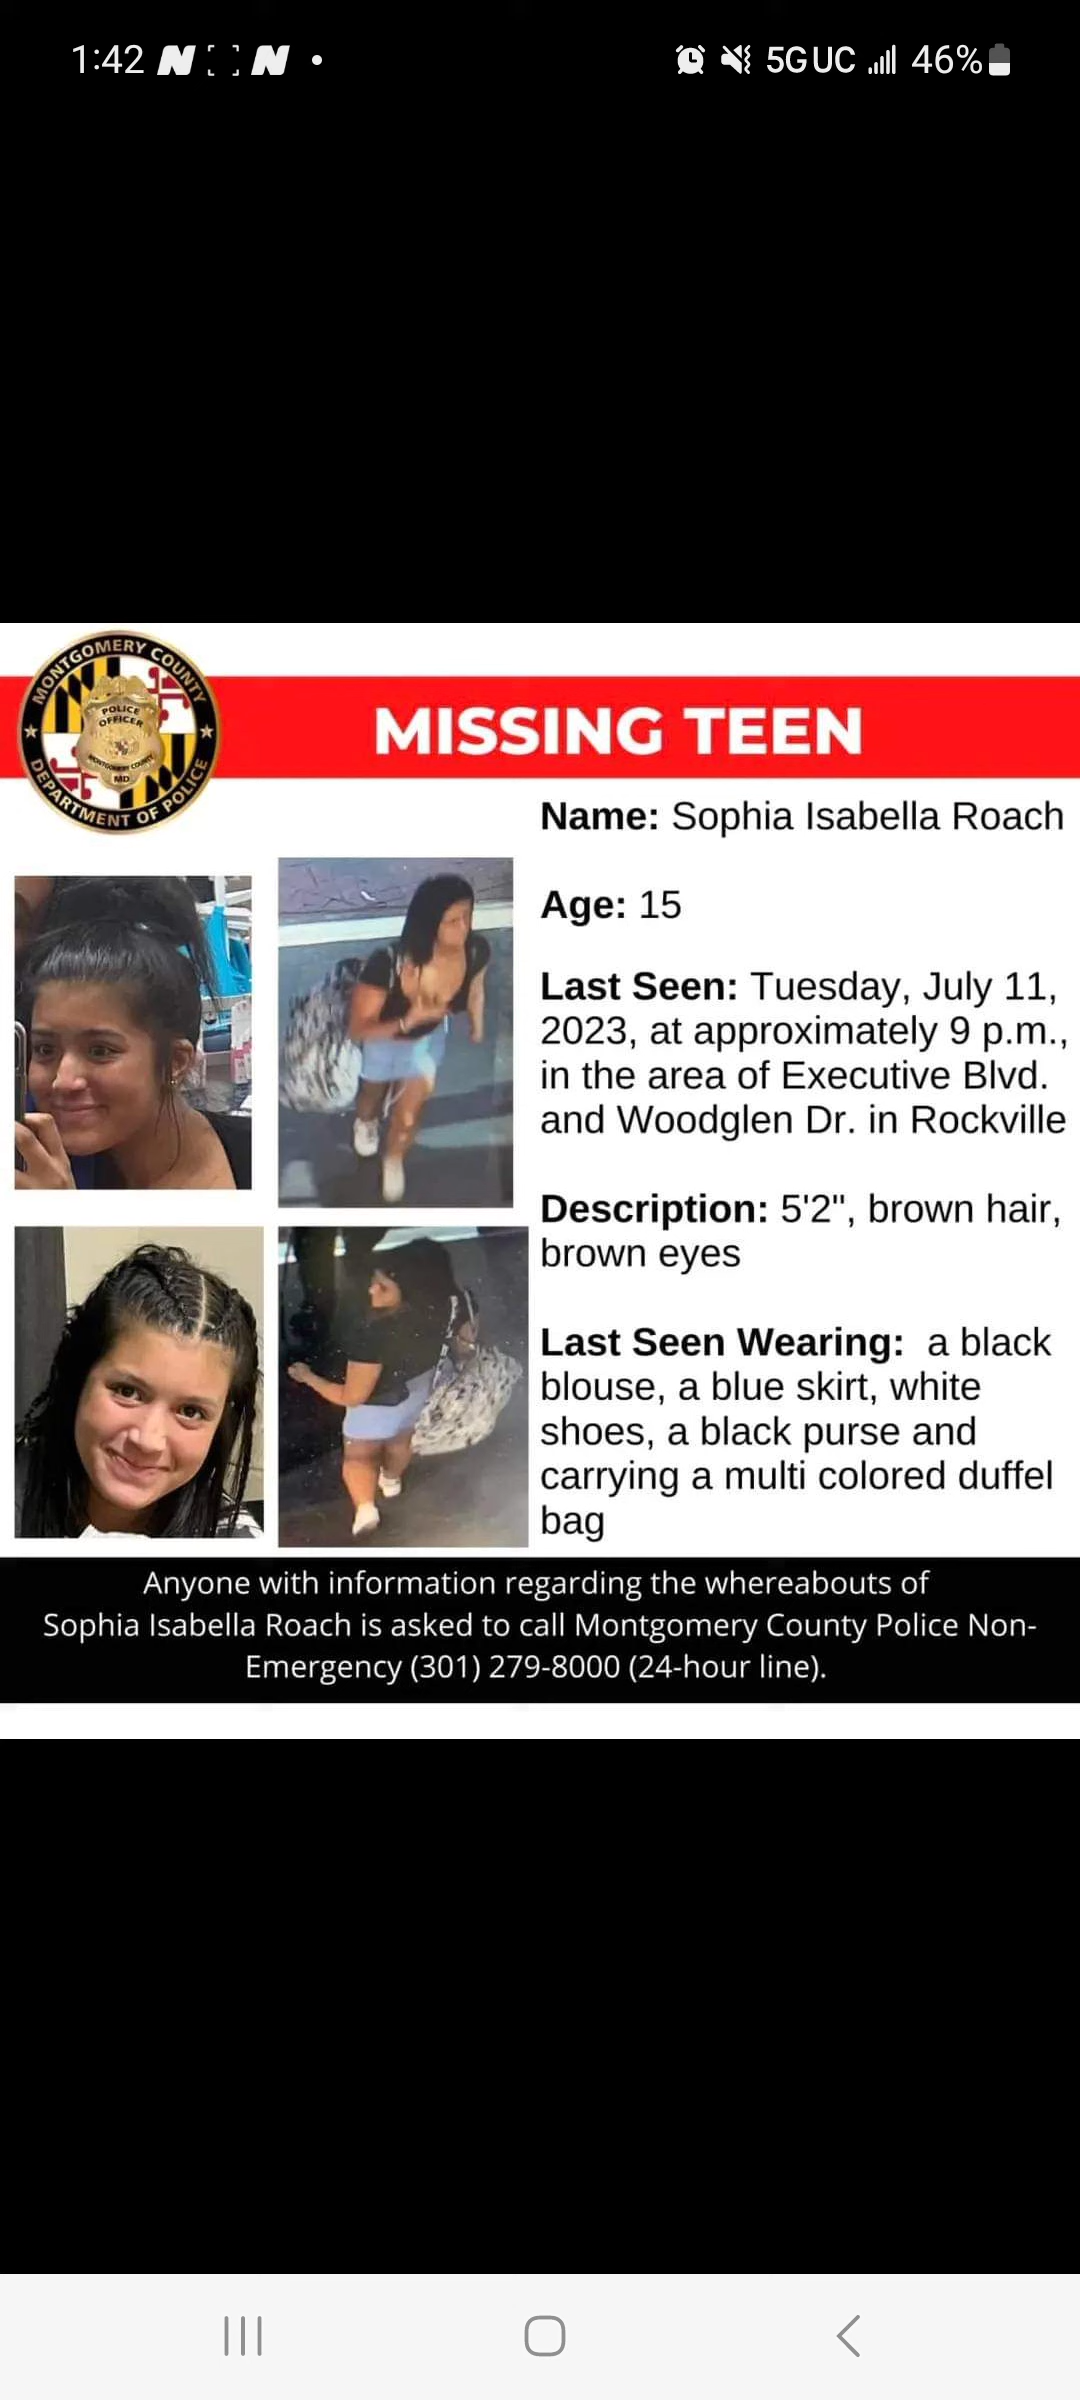 1:42
5G UC
46%
MONTGOMERY COUNTY
DEPARTMENT OF POLICE
POLICE
OFFICER
MONTGOMERY COUNTY
MD
MISSING TEEN
Name: Sophia Isabella Roach
Age: 15
Last Seen: Tuesday, July 11,
2023, at approximately 9 p.m.,
in the area of Executive Blvd.
and Woodglen Dr. in Rockville
Description: 5'2", brown hair,
brown eyes
Last Seen Wearing:  a black
blouse, a blue skirt, white
shoes, a black purse and
carrying a multi colored duffel
bag
Anyone with information regarding the whereabouts of
Sophia Isabella Roach is asked to call Montgomery County Police Non-
Emergency (301) 279-8000 (24-hour line).